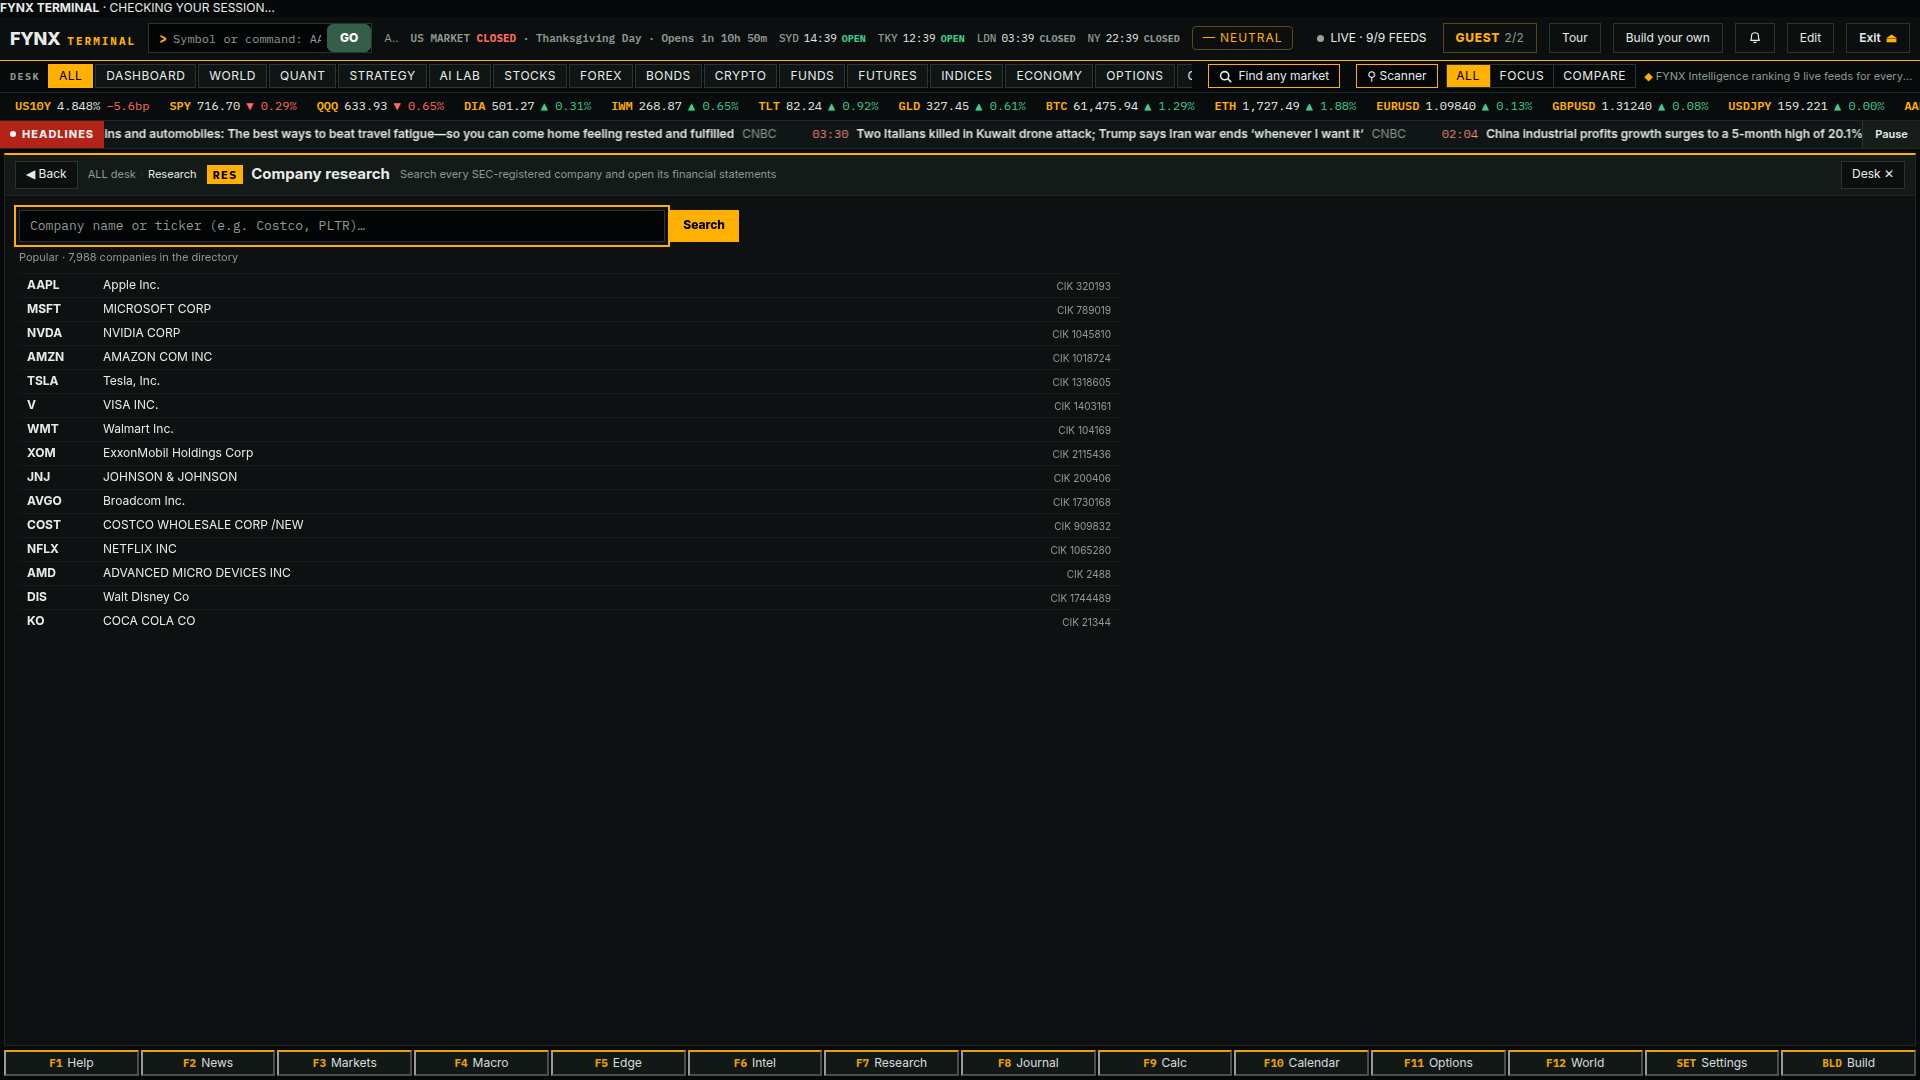 FYNX TERMINAL · CHECKING YOUR SESSION...
FYNX TERMINAL > Symbol or command: AA GO A.. US MARKET CLOSED · Thanksgiving Day · Opens in 10h 50m SYD 14:39 OPEN TKY 12:39 OPEN LDN 03:39 CLOSED NY 22:39 CLOSED — NEUTRAL LIVE · 9/9 FEEDS GUEST 2/2 Tour Build your own Edit Exit ⏏
DESK ALL DASHBOARD WORLD QUANT STRATEGY AI LAB STOCKS FOREX BONDS CRYPTO FUNDS FUTURES INDICES ECONOMY OPTIONS Find any market Scanner ALL FOCUS COMPARE ◆ FYNX Intelligence ranking 9 live feeds for every...
US10Y 4.848% −5.6bp SPY 716.70 ▼ 0.29% QQQ 633.93 ▼ 0.65% DIA 501.27 ▲ 0.31% IWM 268.87 ▲ 0.65% TLT 82.24 ▲ 0.92% GLD 327.45 ▲ 0.61% BTC 61,475.94 ▲ 1.29% ETH 1,727.49 ▲ 1.88% EURUSD 1.09840 ▲ 0.13% GBPUSD 1.31240 ▲ 0.08% USDJPY 159.221 ▲ 0.00% AA
● HEADLINES ins and automobiles: The best ways to beat travel fatigue—so you can come home feeling rested and fulfilled CNBC 03:30 Two Italians killed in Kuwait drone attack; Trump says Iran war ends ‘whenever I want it’ CNBC 02:04 China industrial profits growth surges to a 5-month high of 20.1% Pause
◀ Back ALL desk Research RES Company research Search every SEC-registered company and open its financial statements Desk ✕
Company name or ticker (e.g. Costco, PLTR)… Search
Popular · 7,988 companies in the directory
AAPL Apple Inc. CIK 320193
MSFT MICROSOFT CORP CIK 789019
NVDA NVIDIA CORP CIK 1045810
AMZN AMAZON COM INC CIK 1018724
TSLA Tesla, Inc. CIK 1318605
V VISA INC. CIK 1403161
WMT Walmart Inc. CIK 104169
XOM ExxonMobil Holdings Corp CIK 2115436
JNJ JOHNSON & JOHNSON CIK 200406
AVGO Broadcom Inc. CIK 1730168
COST COSTCO WHOLESALE CORP /NEW CIK 909832
NFLX NETFLIX INC CIK 1065280
AMD ADVANCED MICRO DEVICES INC CIK 2488
DIS Walt Disney Co CIK 1744489
KO COCA COLA CO CIK 21344
F1 Help F2 News F3 Markets F4 Macro F5 Edge F6 Intel F7 Research F8 Journal F9 Calc F10 Calendar F11 Options F12 World SET Settings BLD Build